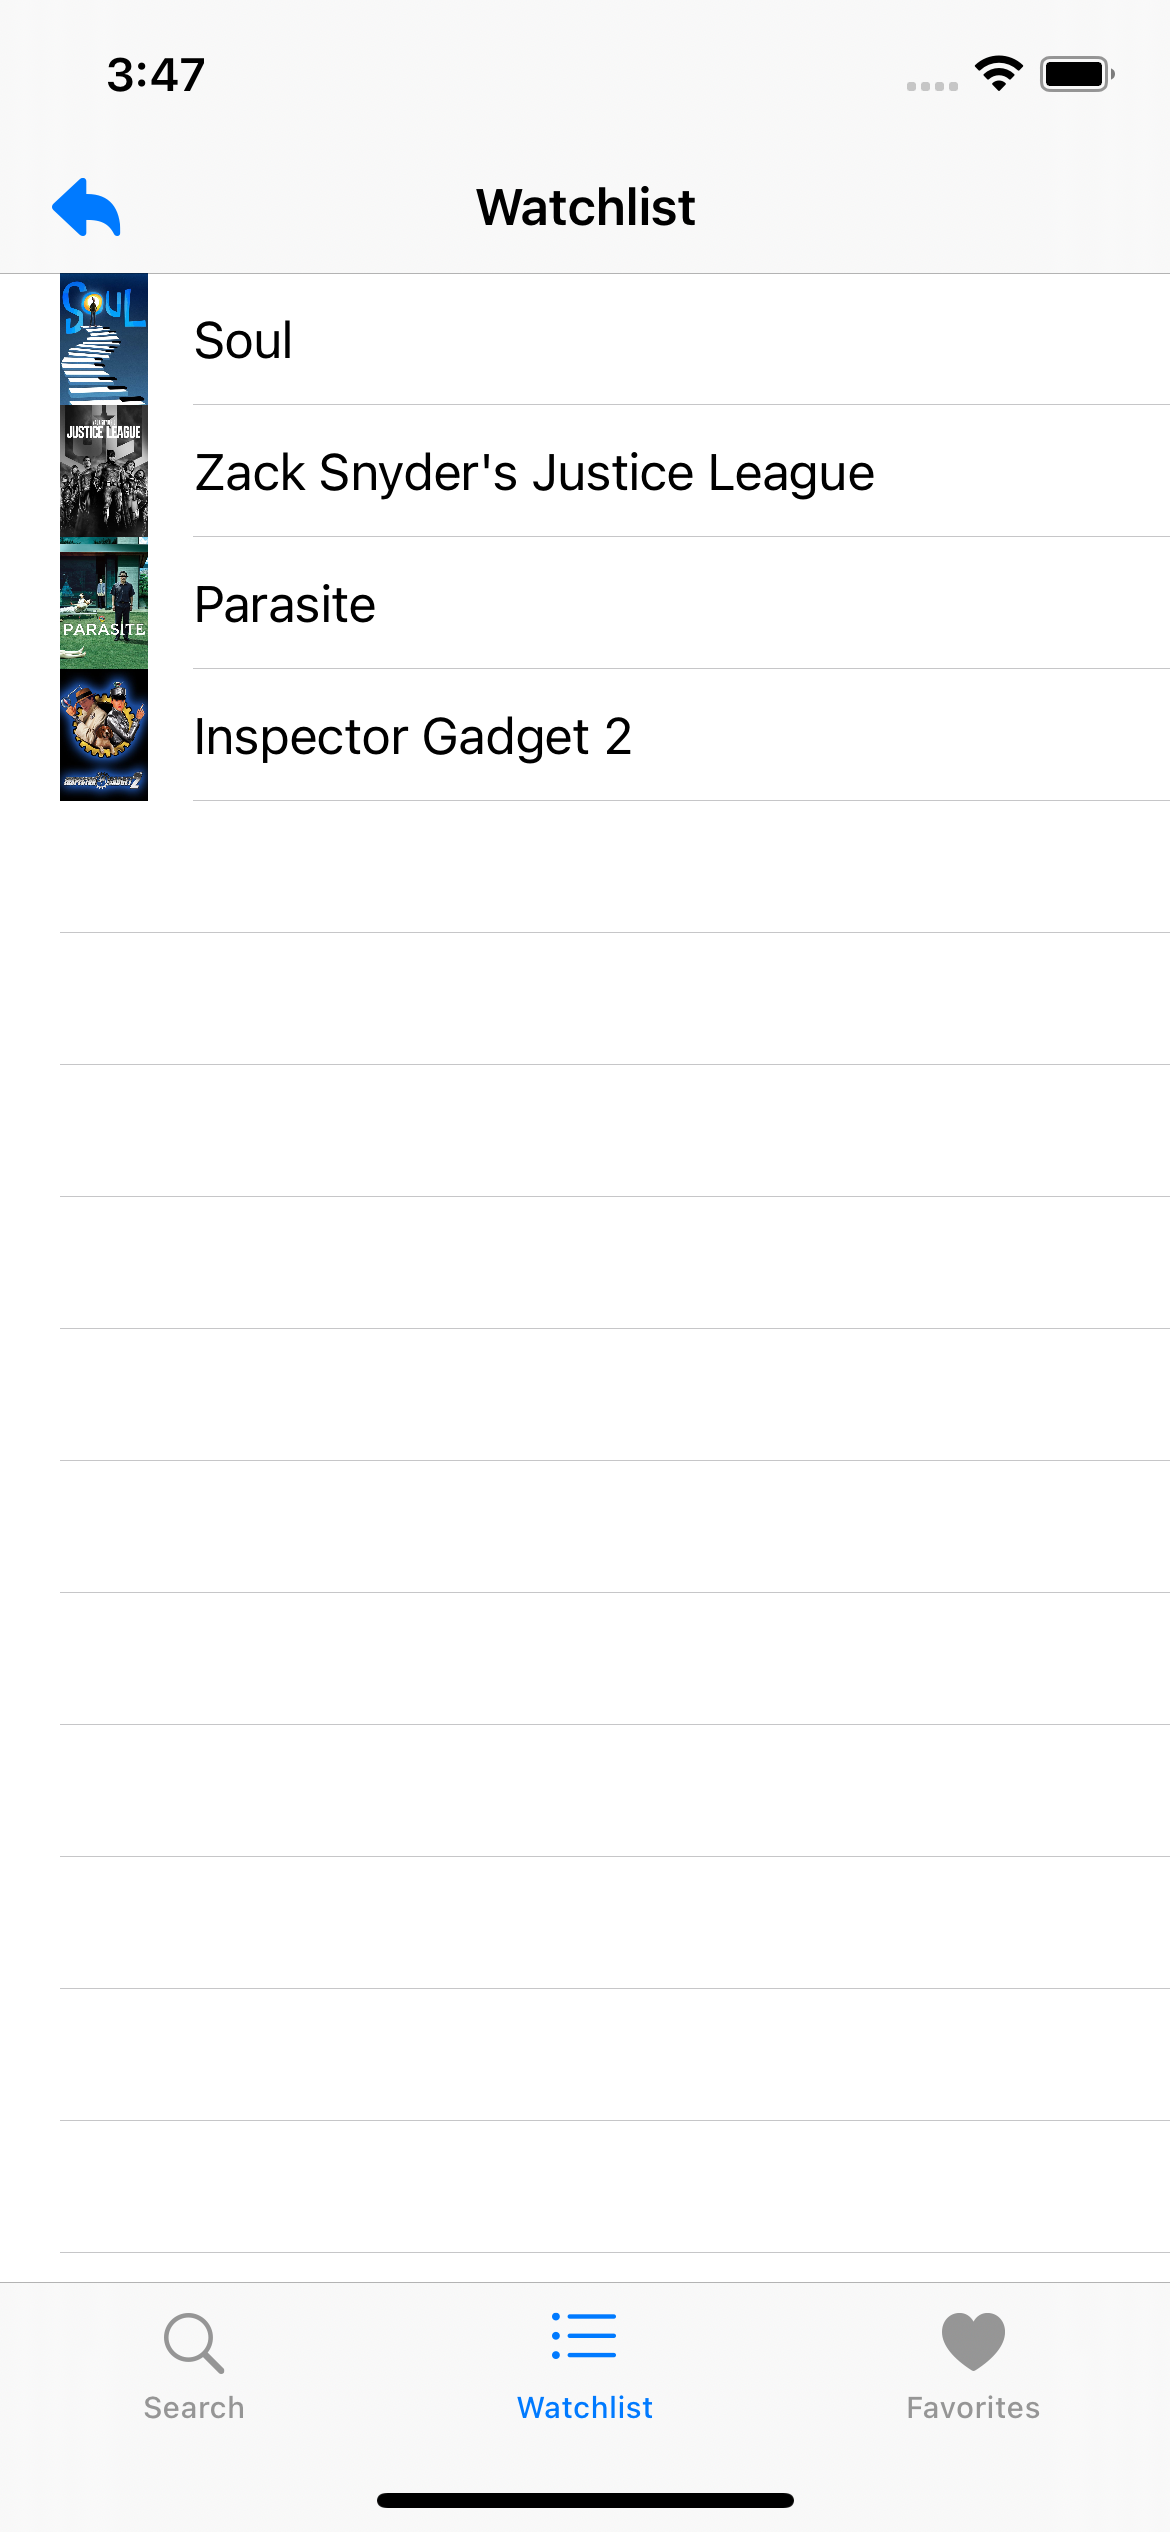 3:47
Watchlist
SOUL
Soul
JUSTICE LEAGUE
Zack Snyder's Justice League
PARASITE
Parasite
Inspector Gadget 2
Search
Watchlist
Favorites